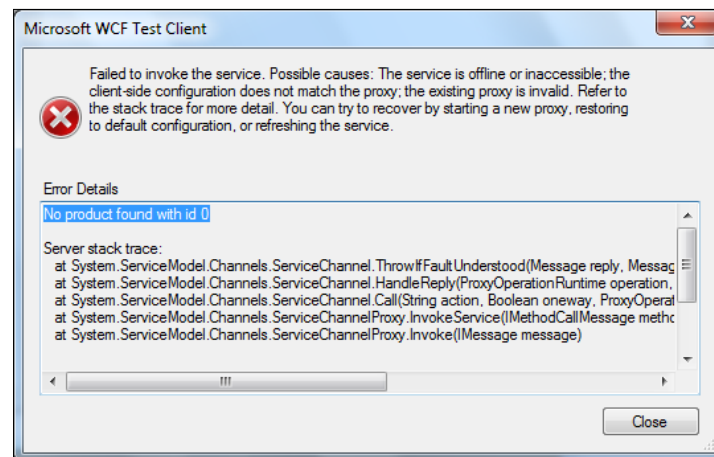 Microsoft WCF Test Client
Failed to invoke the service. Possible causes: The service is offline or inaccessible; the
client-side configuration does not match the proxy; the existing proxy is invalid. Refer to
the stack trace for more detail. You can try to recover by starting a new proxy, restoring
to default configuration, or refreshing the service.
Error Details
No product found with id 0
Server stack trace:
at System.ServiceModel.Channels.ServiceChannel.ThrowIfFaultUnderstood(Message reply, Messag
at System.ServiceModel.Channels.ServiceChannel.HandleReply(ProxyOperationRuntime operation,
at System.ServiceModel.Channels.ServiceChannel.Call(String action, Boolean oneway, ProxyOperat
at System.ServiceModel.Channels.ServiceChannelProxy.InvokeService(IMethodCallMessage methc
at System.ServiceModel.Channels.ServiceChannelProxy.Invoke(IMessage message)
Close